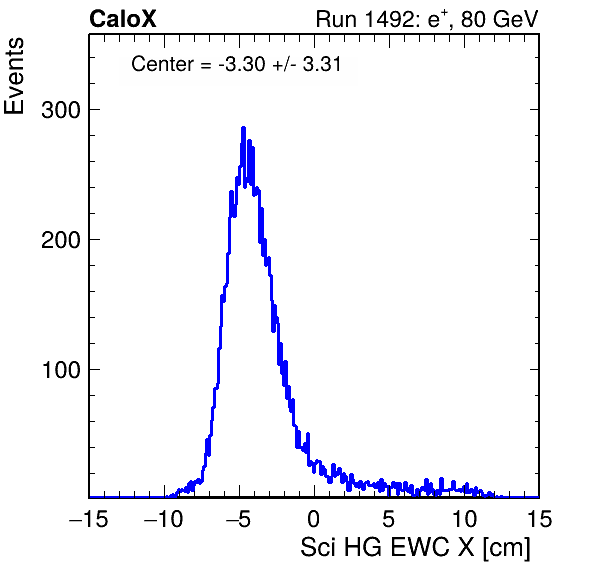 CaloX
Run 1492: e+, 80 GeV
Center = -3.30 +/- 3.31
Events
300
200
100
−15 −10 −5 0 5 10 15
Sci HG EWC X [cm]